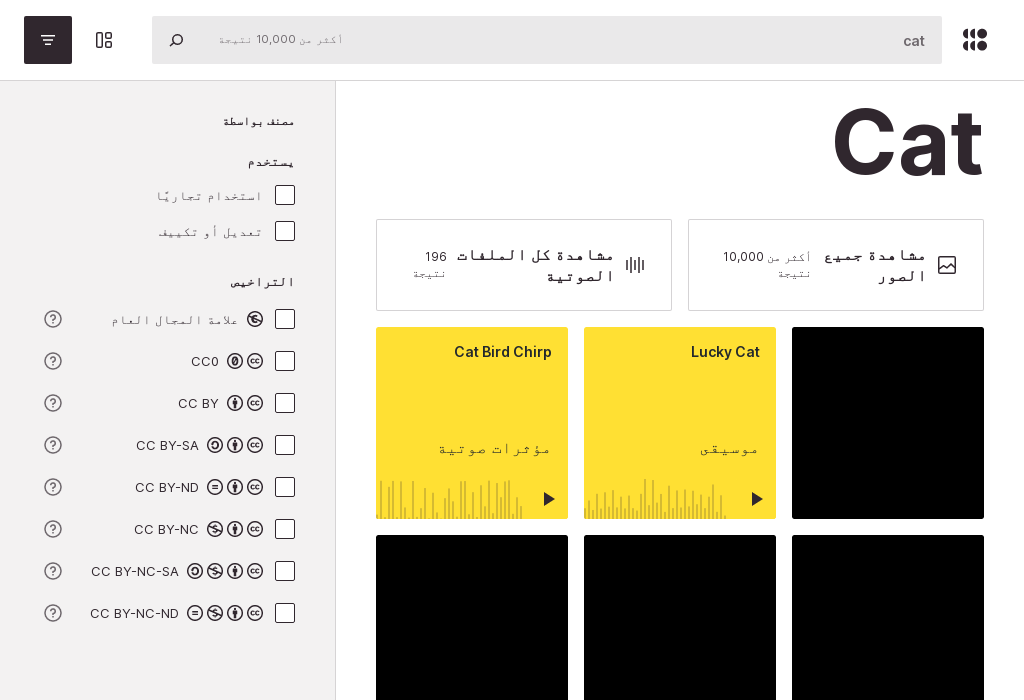 cat
أكثر من 10,000 نتيجة
Cat
مشاهدة جميع
الصور
أكثر من 10,000
نتيجة
مشاهدة كل الملفات
الصوتية
196
نتيجة
Lucky Cat
موسيقى
Cat Bird Chirp
مؤثرات صوتية
مصنف بواسطة
يستخدم
استخدام تجاريًا
تعديل أو تكييف
التراخيص
علامة المجال العام
CC0
CC BY
CC BY-SA
CC BY-ND
CC BY-NC
CC BY-NC-SA
CC BY-NC-ND